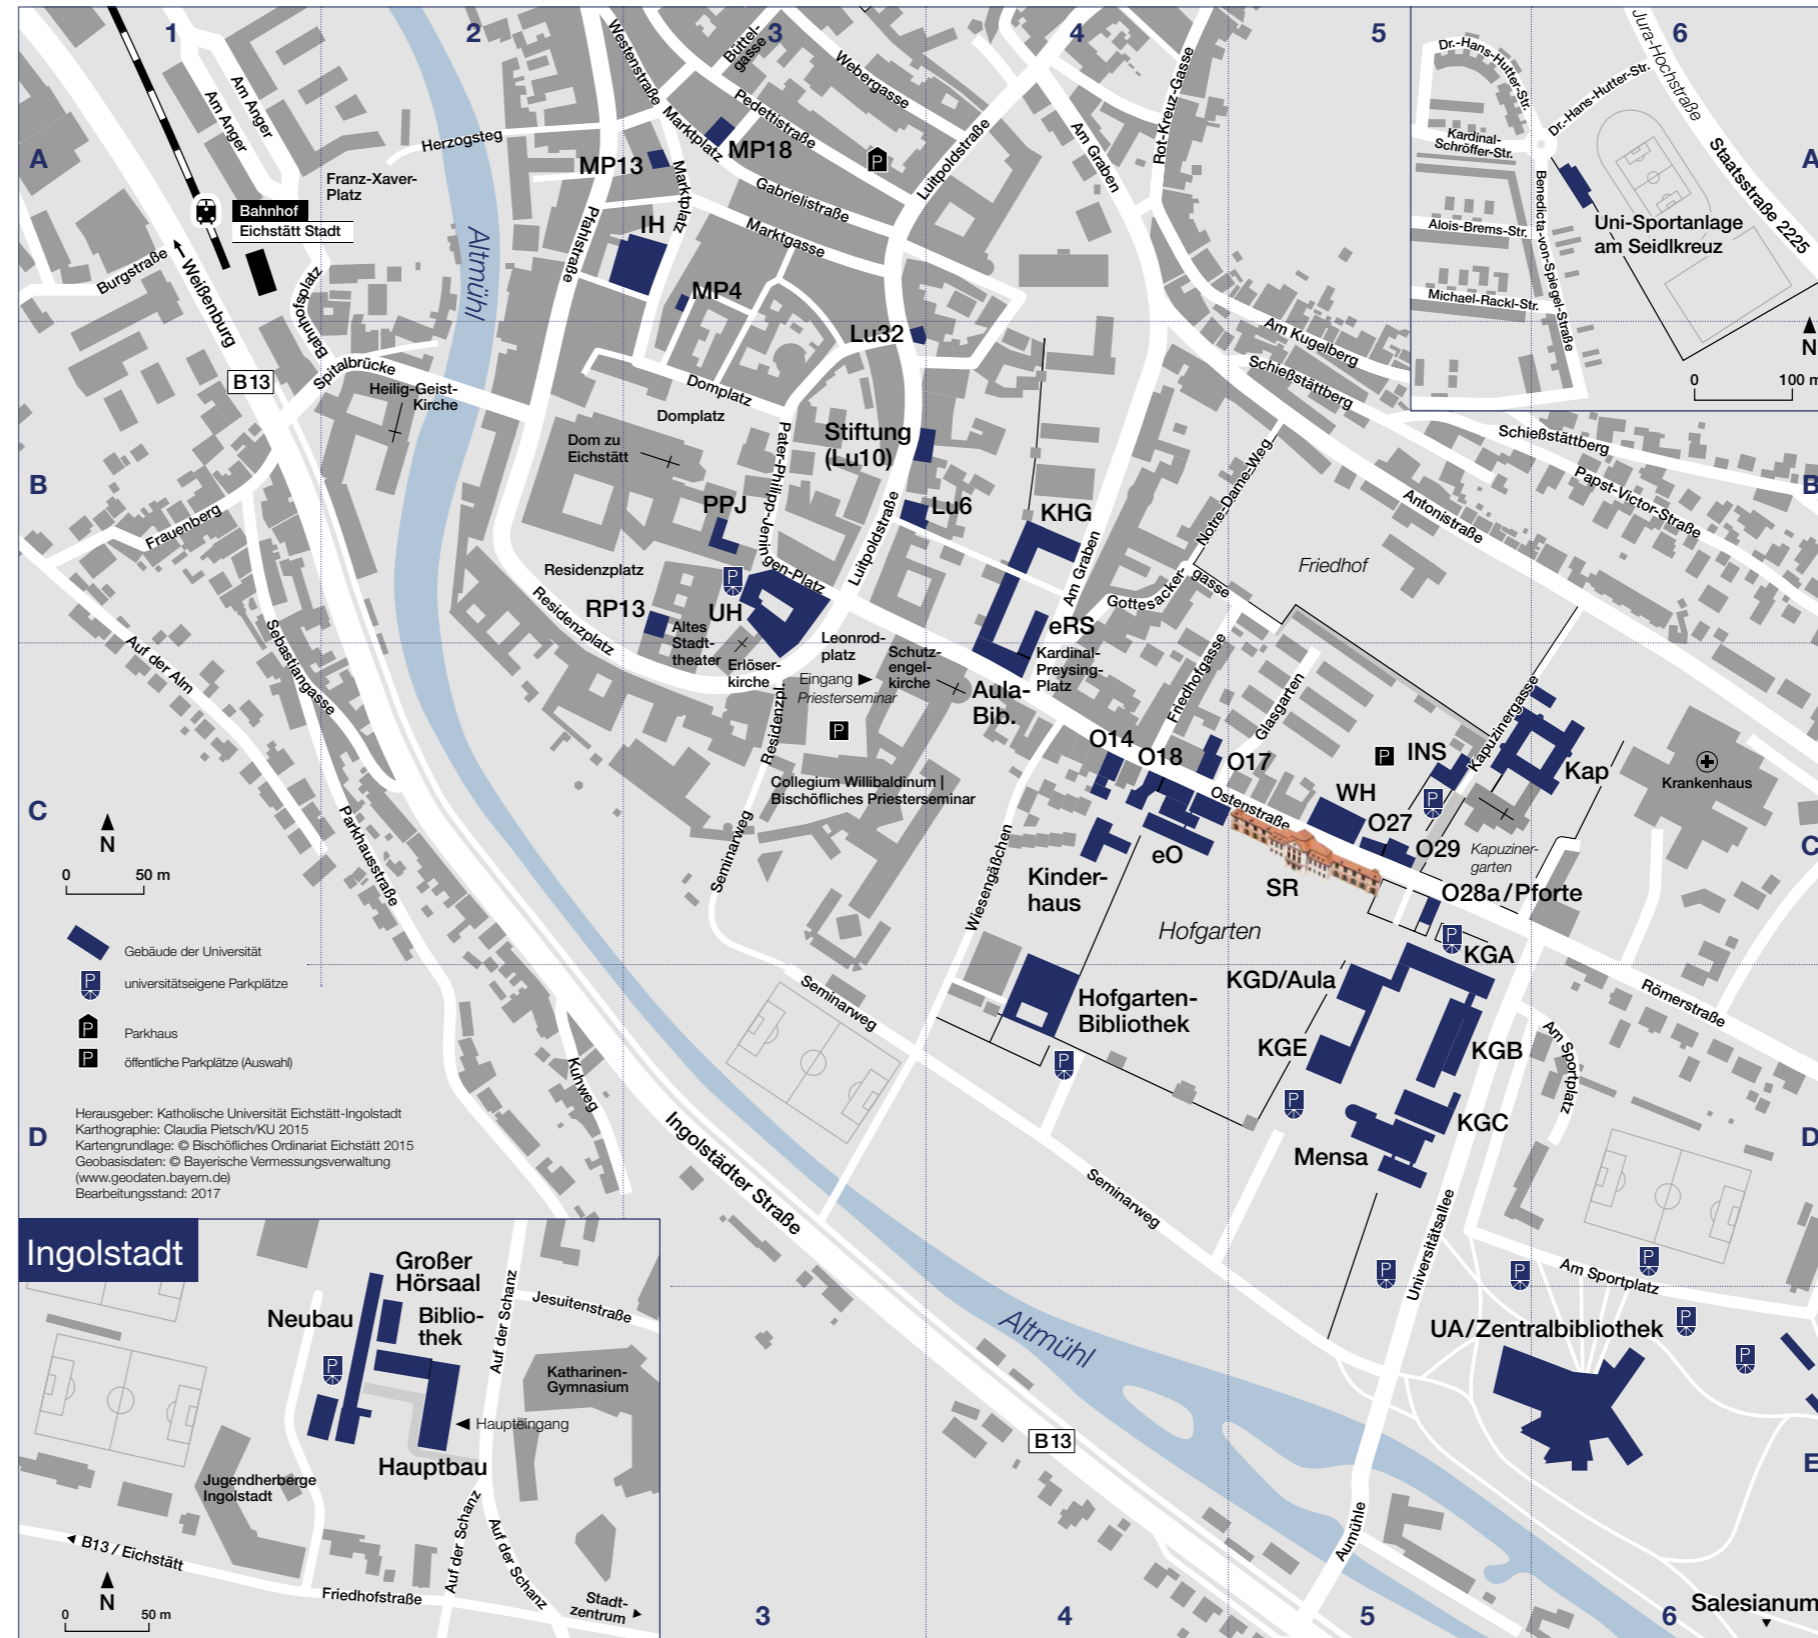 1
2
3
4
5
6
A
A
B
B
C
C
D
D
E
3
4
5
6
Am Anger
Am Anger
Herzogsteg
Franz-Xaver-
Platz
Bahnhof
Eichstätt Stadt
Burgstraße
Weißenburg
Bahnhofsplatz
Altmühl
Westenstraße
Büttel-
gasse
Webergasse
Pedettistraße
Marktplatz
MP18
MP13
Marktplatz
P
Gabrielistraße
Marktgasse
Pfahlstraße
IH
MP4
Luitpoldstraße
Am Graben
Rot-Kreuz-Gasse
Dr.-Hans-Hutter-Str.
Dr.-Hans-Hutter-Str.
Jura-Hochstraße
Staatsstraße 2225
Kardinal-
Schröffer-Str.
Benedicta-von-Spiegel-Straße
Uni-Sportanlage
am Seidlkreuz
Alois-Brems-Str.
Michael-Rackl-Str.
N
0
100 m
B13
Spitalbrücke
Heilig-Geist-
Kirche
Lu32
Am Kugelberg
Schießstättberg
Schießstättberg
Papst-Victor-Straße
Antonistraße
Domplatz
Domplatz
Dom zu
Eichstätt
Pater-Philipp-Jeningen-Platz
Stiftung
(Lu10)
PPJ
Lu6
KHG
Luitpoldstraße
Am Graben
Notre-Dame-Weg
Gottesacker-
gasse
Friedhof
Frauenberg
Residenzplatz
Residenzplatz
P
RP13
UH
Altes
Stadt-
theater
Erlöser-
kirche
Leonrod-
platz
Eingang
Priesterseminar
Schutz-
engel-
kirche
eRS
Kardinal-
Preysing-
Platz
Aula-
Bib.
Auf der Alm
Sebastiangasse
Residenzpl.
P
Collegium Willibaldinum |
Bischöfliches Priesterseminar
Friedhofgasse
Glasgarten
O14
O18
O17
Ostenstraße
P
INS
Kapuzinergasse
Kap
Krankenhaus
WH
O27
P
O29
Kapuziner-
garten
eO
SR
O28a/Pforte
Kinder-
haus
Hofgarten
P
KGA
Wiesengäßchen
Seminarweg
Parkhausstraße
N
0
50 m
Gebäude der Universität
P
universitätseigene Parkplätze
P
Parkhaus
P
öffentliche Parkplätze (Auswahl)
Herausgeber: Katholische Universität Eichstätt-Ingolstadt
Karthographie: Claudia Pietsch/KU 2015
Kartengrundlage: © Bischöfliches Ordinariat Eichstätt 2015
Geobasisdaten: © Bayerische Vermessungsverwaltung
(www.geodaten.bayern.de)
Bearbeitungsstand: 2017
Kuhweg
Seminarweg
Hofgarten-
Bibliothek
P
KGD/Aula
KGE
KGB
P
KGC
Mensa
Römerstraße
Am Sportplatz
Ingolstädter Straße
Seminarweg
Universitätsallee
P
P
P
Am Sportplatz
P
P
UA/Zentralbibliothek
Altmühl
B13
Aumühle
Salesianum
Ingolstadt
Großer
Hörsaal
Neubau
Biblio-
thek
P
Auf der Schanz
Jesuitenstraße
Katharinen-
Gymnasium
Haupteingang
Hauptbau
Jugendherberge
Ingolstadt
B13 / Eichstätt
Auf der Schanz
Auf der Schanz
Friedhofstraße
Stadt-
zentrum
N
0
50 m